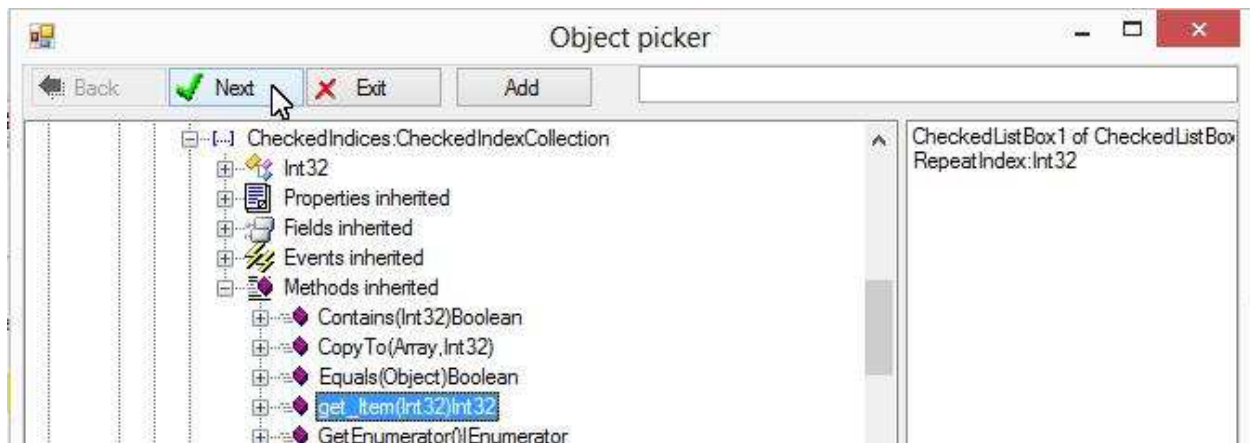 Object picker
Back Next Exit Add
CheckedIndices:CheckedIndexCollection
Int32
Properties inherited
Fields inherited
Events inherited
Methods inherited
Contains(Int32)Boolean
CopyTo(Array,Int32)
Equals(Object)Boolean
get_Item(Int32)Int32
GetEnumerator()IEnumerator
CheckedListBox1 of CheckedListBox
RepeatIndex:Int32